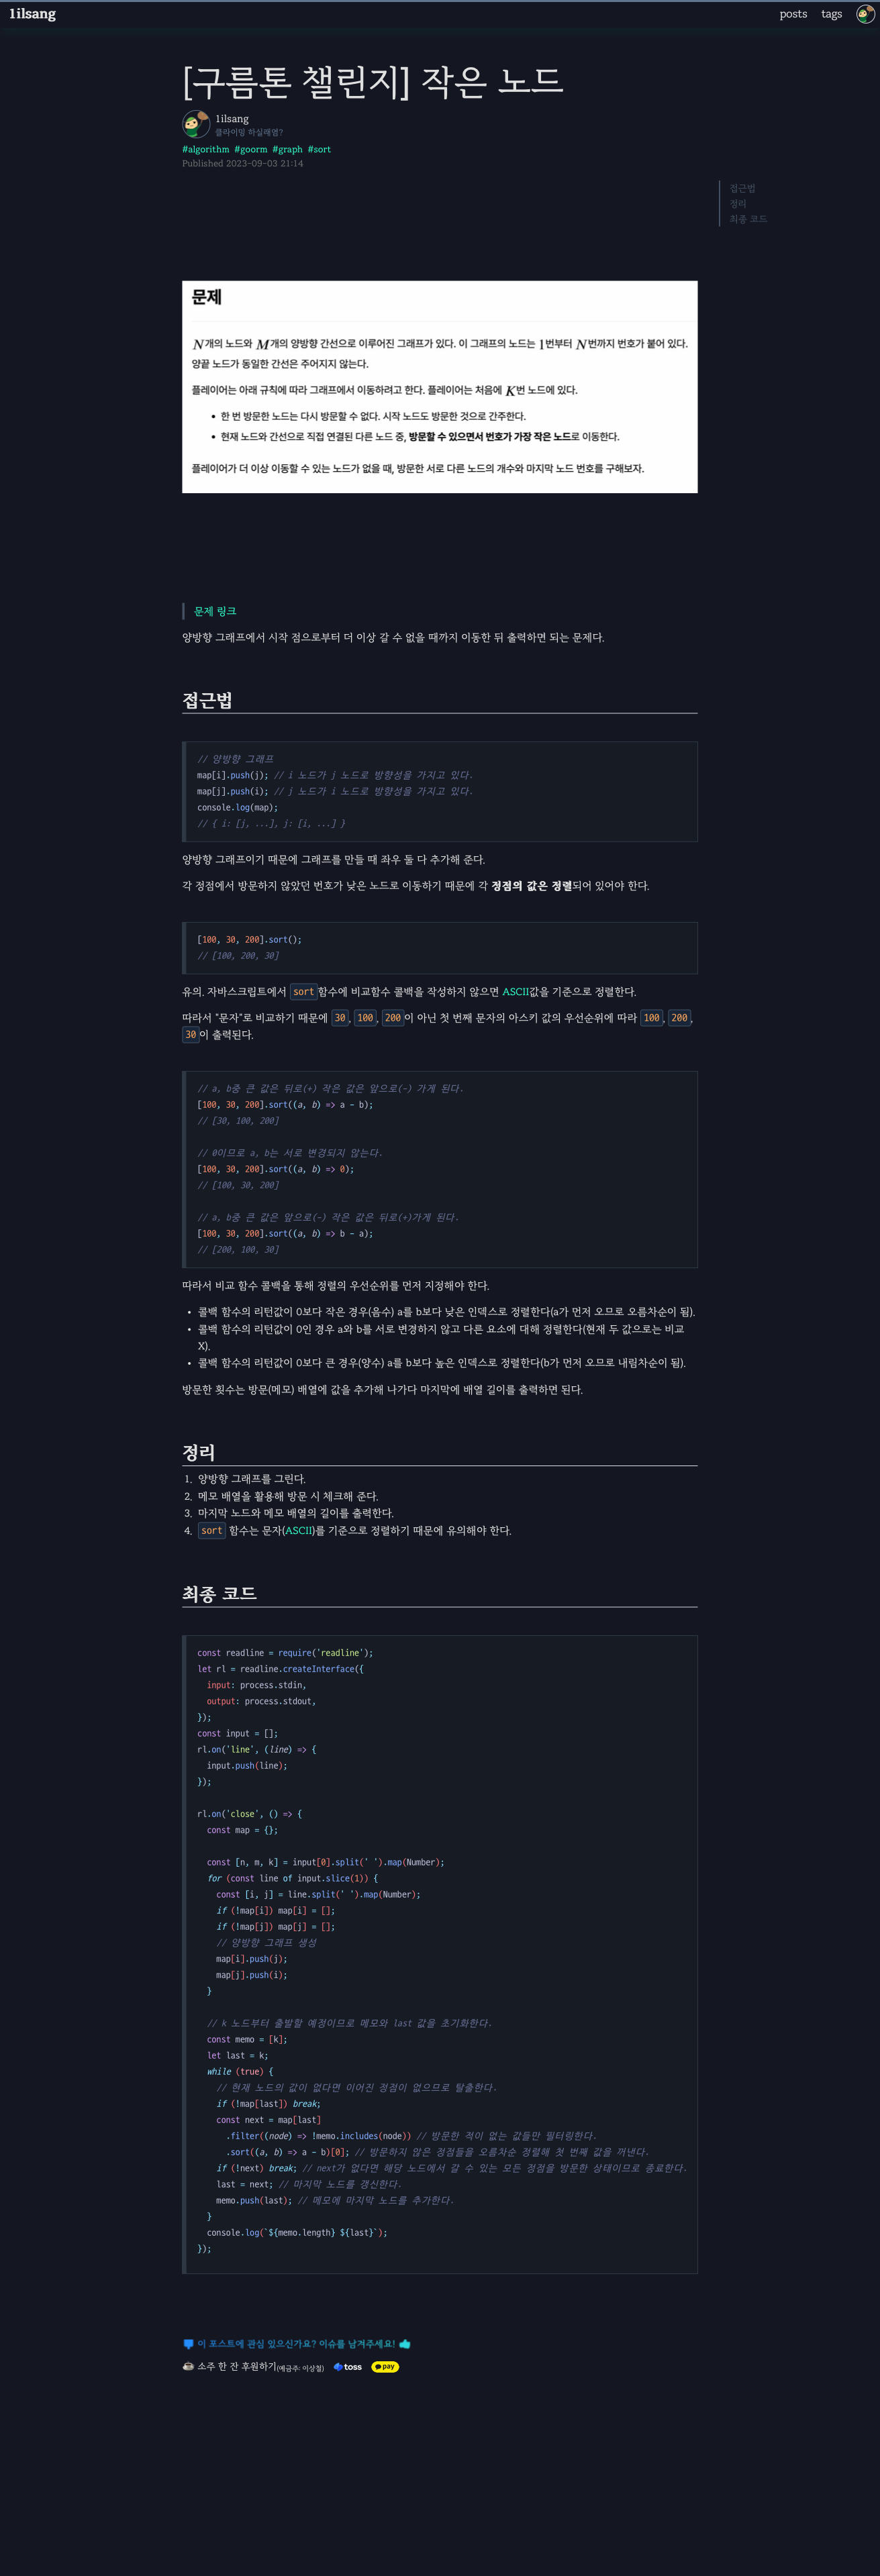 1ilsang
posts tags
[구름톤 챌린지] 작은 노드
1ilsang
클라이밍 하실래염?
#algorithm #goorm #graph #sort
Published 2023-09-03 21:14
접근법
정리
최종 코드
문제
N개의 노드와 M개의 양방향 간선으로 이루어진 그래프가 있다. 이 그래프의 노드는 1번부터 N번까지 번호가 붙어 있다.
양끝 노드가 동일한 간선은 주어지지 않는다.
플레이어는 아래 규칙에 따라 그래프에서 이동하려고 한다. 플레이어는 처음에 K번 노드에 있다.
• 한 번 방문한 노드는 다시 방문할 수 없다. 시작 노드도 방문한 것으로 간주한다.
• 현재 노드와 간선으로 직접 연결된 다른 노드 중, 방문할 수 있으면서 번호가 가장 작은 노드로 이동한다.
플레이어가 더 이상 이동할 수 있는 노드가 없을 때, 방문한 서로 다른 노드의 개수와 마지막 노드 번호를 구해보자.
문제 링크
양방향 그래프에서 시작 점으로부터 더 이상 갈 수 없을 때까지 이동한 뒤 출력하면 되는 문제다.
접근법
// 양방향 그래프
map[i].push(j); // i 노드가 j 노드로 방향성을 가지고 있다.
map[j].push(i); // j 노드가 i 노드로 방향성을 가지고 있다.
console.log(map);
// { i: [j, ...], j: [i, ...] }
양방향 그래프이기 때문에 그래프를 만들 때 좌우 둘 다 추가해 준다.
각 정점에서 방문하지 않았던 번호가 낮은 노드로 이동하기 때문에 각 정점의 값은 정렬되어 있어야 한다.
[100, 30, 200].sort();
// [100, 200, 30]
유의. 자바스크립트에서 sort함수에 비교함수 콜백을 작성하지 않으면 ASCII값을 기준으로 정렬한다.
따라서 "문자"로 비교하기 때문에 30, 100, 200이 아닌 첫 번째 문자의 아스키 값의 우선순위에 따라 100, 200,
30이 출력된다.
// a, b중 큰 값은 뒤로(+) 작은 값은 앞으로(-) 가게 된다.
[100, 30, 200].sort((a, b) => a - b);
// [30, 100, 200]
// 0이므로 a, b는 서로 변경되지 않는다.
[100, 30, 200].sort((a, b) => 0);
// [100, 30, 200]
// a, b중 큰 값은 앞으로(-) 작은 값은 뒤로(+)가게 된다.
[100, 30, 200].sort((a, b) => b - a);
// [200, 100, 30]
따라서 비교 함수 콜백을 통해 정렬의 우선순위를 먼저 지정해야 한다.
• 콜백 함수의 리턴값이 0보다 작은 경우(음수) a를 b보다 낮은 인덱스로 정렬한다(a가 먼저 오므로 오름차순이 됨).
• 콜백 함수의 리턴값이 0인 경우 a와 b를 서로 변경하지 않고 다른 요소에 대해 정렬한다(현재 두 값으로는 비교
X).
• 콜백 함수의 리턴값이 0보다 큰 경우(양수) a를 b보다 높은 인덱스로 정렬한다(b가 먼저 오므로 내림차순이 됨).
방문한 횟수는 방문(메모) 배열에 값을 추가해 나가다 마지막에 배열 길이를 출력하면 된다.
정리
1. 양방향 그래프를 그린다.
2. 메모 배열을 활용해 방문 시 체크해 준다.
3. 마지막 노드와 메모 배열의 길이를 출력한다.
4. sort 함수는 문자(ASCII)를 기준으로 정렬하기 때문에 유의해야 한다.
최종 코드
const readline = require('readline');
let rl = readline.createInterface({
  input: process.stdin,
  output: process.stdout,
});
const input = [];
rl.on('line', (line) => {
  input.push(line);
});
rl.on('close', () => {
  const map = {};
  const [n, m, k] = input[0].split(' ').map(Number);
  for (const line of input.slice(1)) {
    const [i, j] = line.split(' ').map(Number);
    if (!map[i]) map[i] = [];
    if (!map[j]) map[j] = [];
    // 양방향 그래프 생성
    map[i].push(j);
    map[j].push(i);
  }
  // k 노드부터 출발할 예정이므로 메모와 last 값을 초기화한다.
  const memo = [k];
  let last = k;
  while (true) {
    // 현재 노드의 값이 없다면 이어진 정점이 없으므로 탈출한다.
    if (!map[last]) break;
    const next = map[last]
      .filter((node) => !memo.includes(node)) // 방문한 적이 없는 값들만 필터링한다.
      .sort((a, b) => a - b)[0]; // 방문하지 않은 정점들을 오름차순 정렬해 첫 번째 값을 꺼낸다.
    if (!next) break; // next가 없다면 해당 노드에서 갈 수 있는 모든 정점을 방문한 상태이므로 종료한다.
    last = next; // 마지막 노드를 갱신한다.
    memo.push(last); // 메모에 마지막 노드를 추가한다.
  }
  console.log(`${memo.length} ${last}`);
});
이 포스트에 관심 있으신가요? 이슈를 남겨주세요!
소주 한 잔 후원하기(예금주: 이상철) toss pay